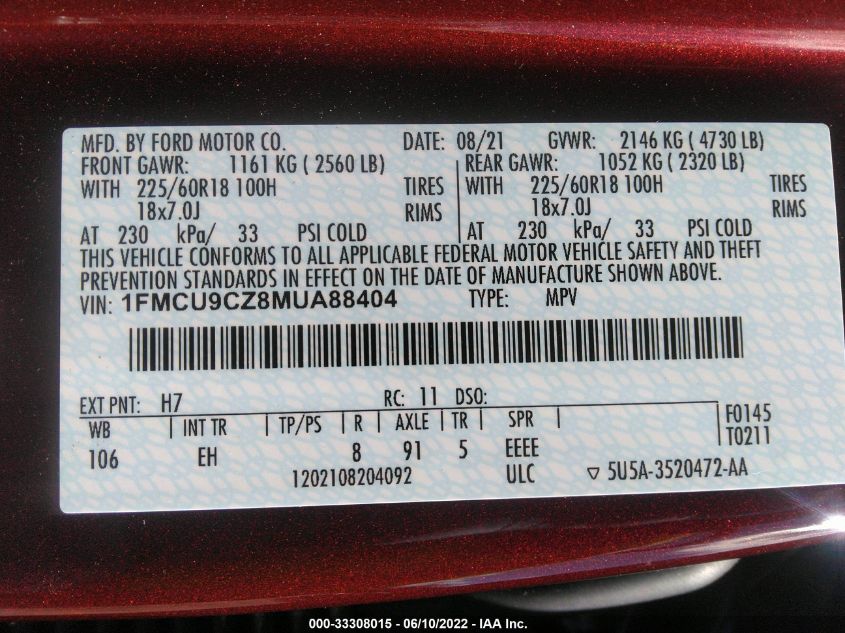 MFD. BY FORD MOTOR CO. DATE: 08/21 GVWR: 2146 KG ( 4730 LB)
FRONT GAWR: 1161 KG ( 2560 LB) REAR GAWR: 1052 KG ( 2320 LB)
WITH 225/60R18 100H TIRES WITH 225/60R18 100H TIRES
18x7.0J RIMS 18x7.0J RIMS
AT 230 kPa/ 33 PSI COLD AT 230 kPa/ 33 PSI COLD
THIS VEHICLE CONFORMS TO ALL APPLICABLE FEDERAL MOTOR VEHICLE SAFETY AND THEFT
PREVENTION STANDARDS IN EFFECT ON THE DATE OF MANUFACTURE SHOWN ABOVE.
VIN: 1FMCU9CZ8MUA88404 TYPE: MPV
EXT PNT: H7 RC: 11 DSO:
WB INT TR TP/PS R AXLE TR SPR F0145
106 EH 8 91 5 EEEE T0211
1202108204092 ULC ▽ 5U5A-3520472-AA
000-33308015 - 06/10/2022 - IAA Inc.